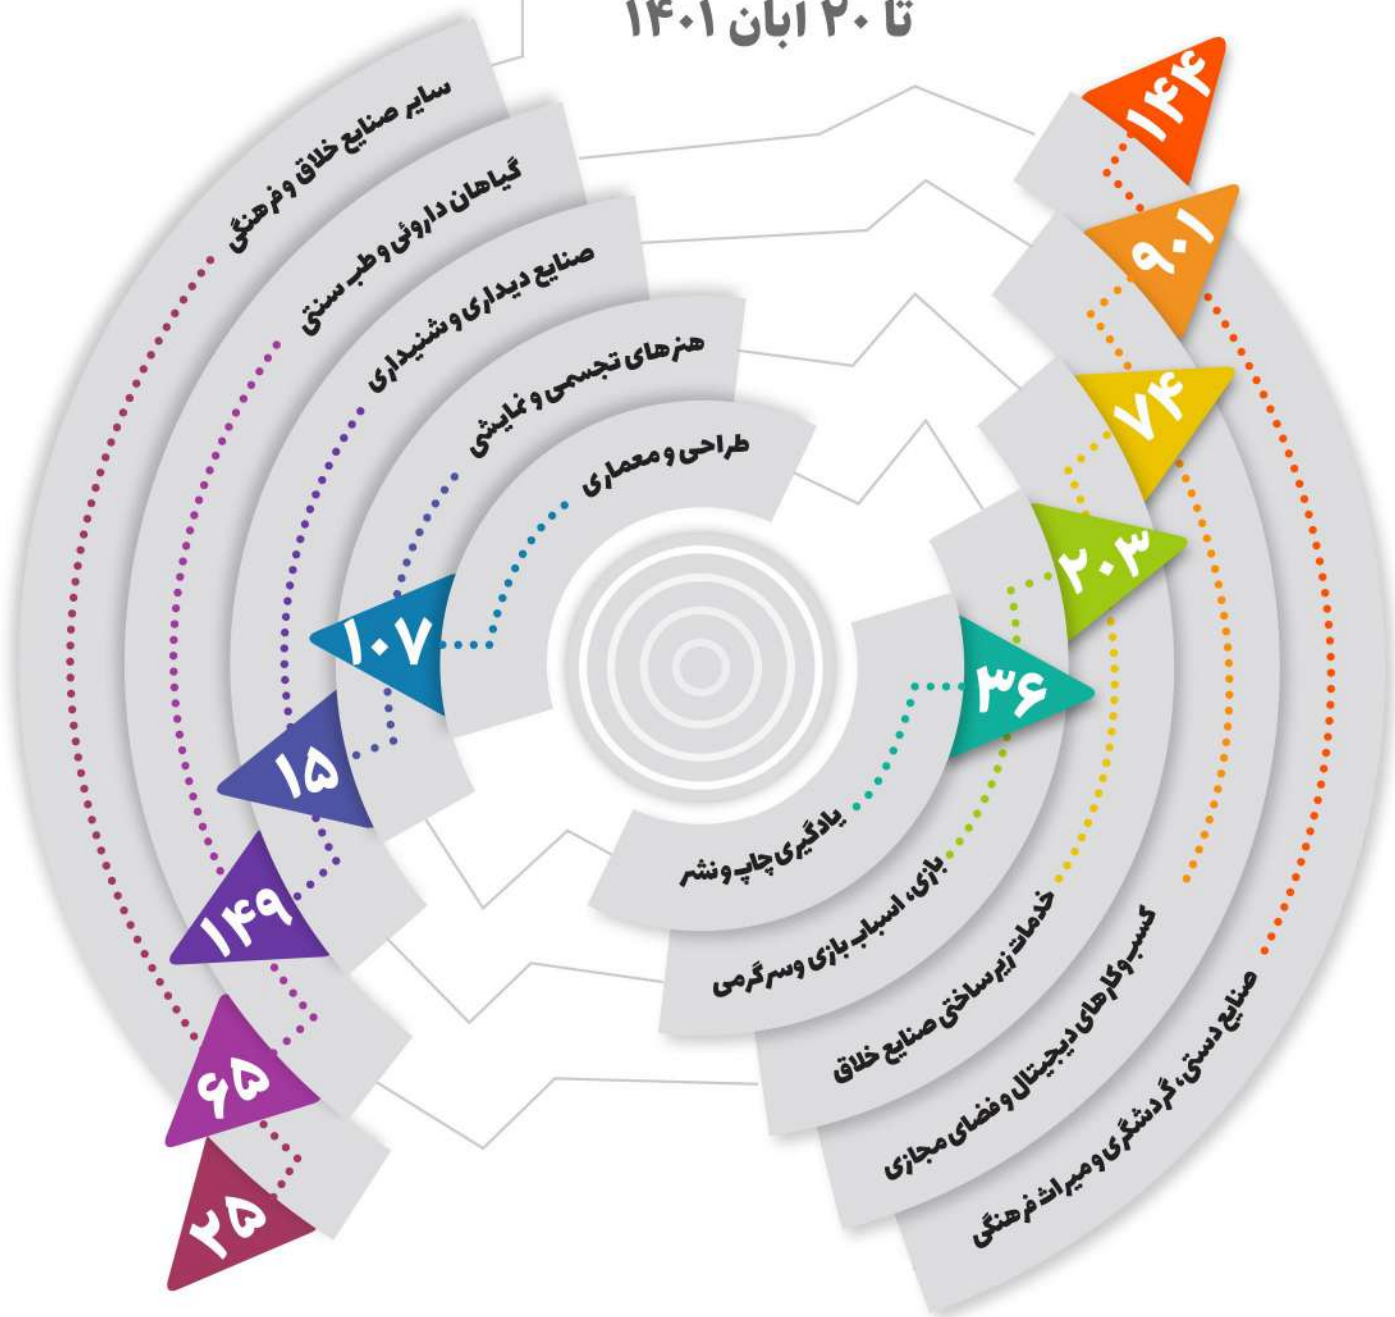 تا ۲۰ آبان ۱۴۰۱
۱۴۴
۹۰۱
۷۴
۲۰۳
۳۶
صنایع دستی، گردشگری و میراث فرهنگی
کسب‌وکارهای دیجیتال و فضای مجازی
خدمات زیرساختی صنایع خلاق
بازی، اسباب بازی و سرگرمی
یادگیری چاپ و نشر
سایر صنایع خلاق و فرهنگی
گیاهان داروئی و طب سنتی
صنایع دیداری و شنیداری
هنرهای تجسمی و نمایشی
طراحی و معماری
۱۰۷
۱۵
۱۴۹
۶۵
۲۵